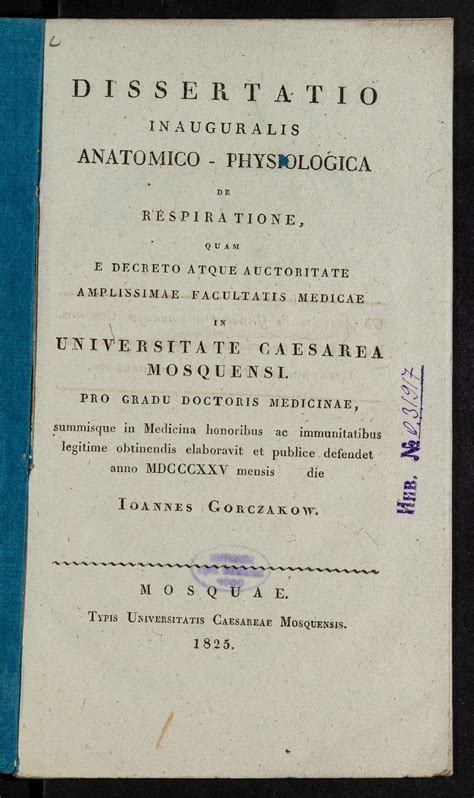 DISSERTATIO
INAUGURALIS
ANATOMICO - PHYSIOLOGICA
DE
RESPIRATIONE,
QUAM
E DECRETO ATQUE AUCTORITATE
AMPLISSIMAE FACULTATIS MEDICAE
IN
UNIVERSITATE CAESAREA
MOSQUENSI.
PRO GRADU DOCTORIS MEDICINAE,
summisque in Medicina honoribus ac immunitatibus
legitime obtinendis elaboravit et publice defendet
anno MDCCCXXV mensis die
IOANNES GORCZAKOW.
MOSQUAE.
TYPIS UNIVERSITATIS CAESAREAE MOSQUENSIS.
1825.
Инв. № 031917